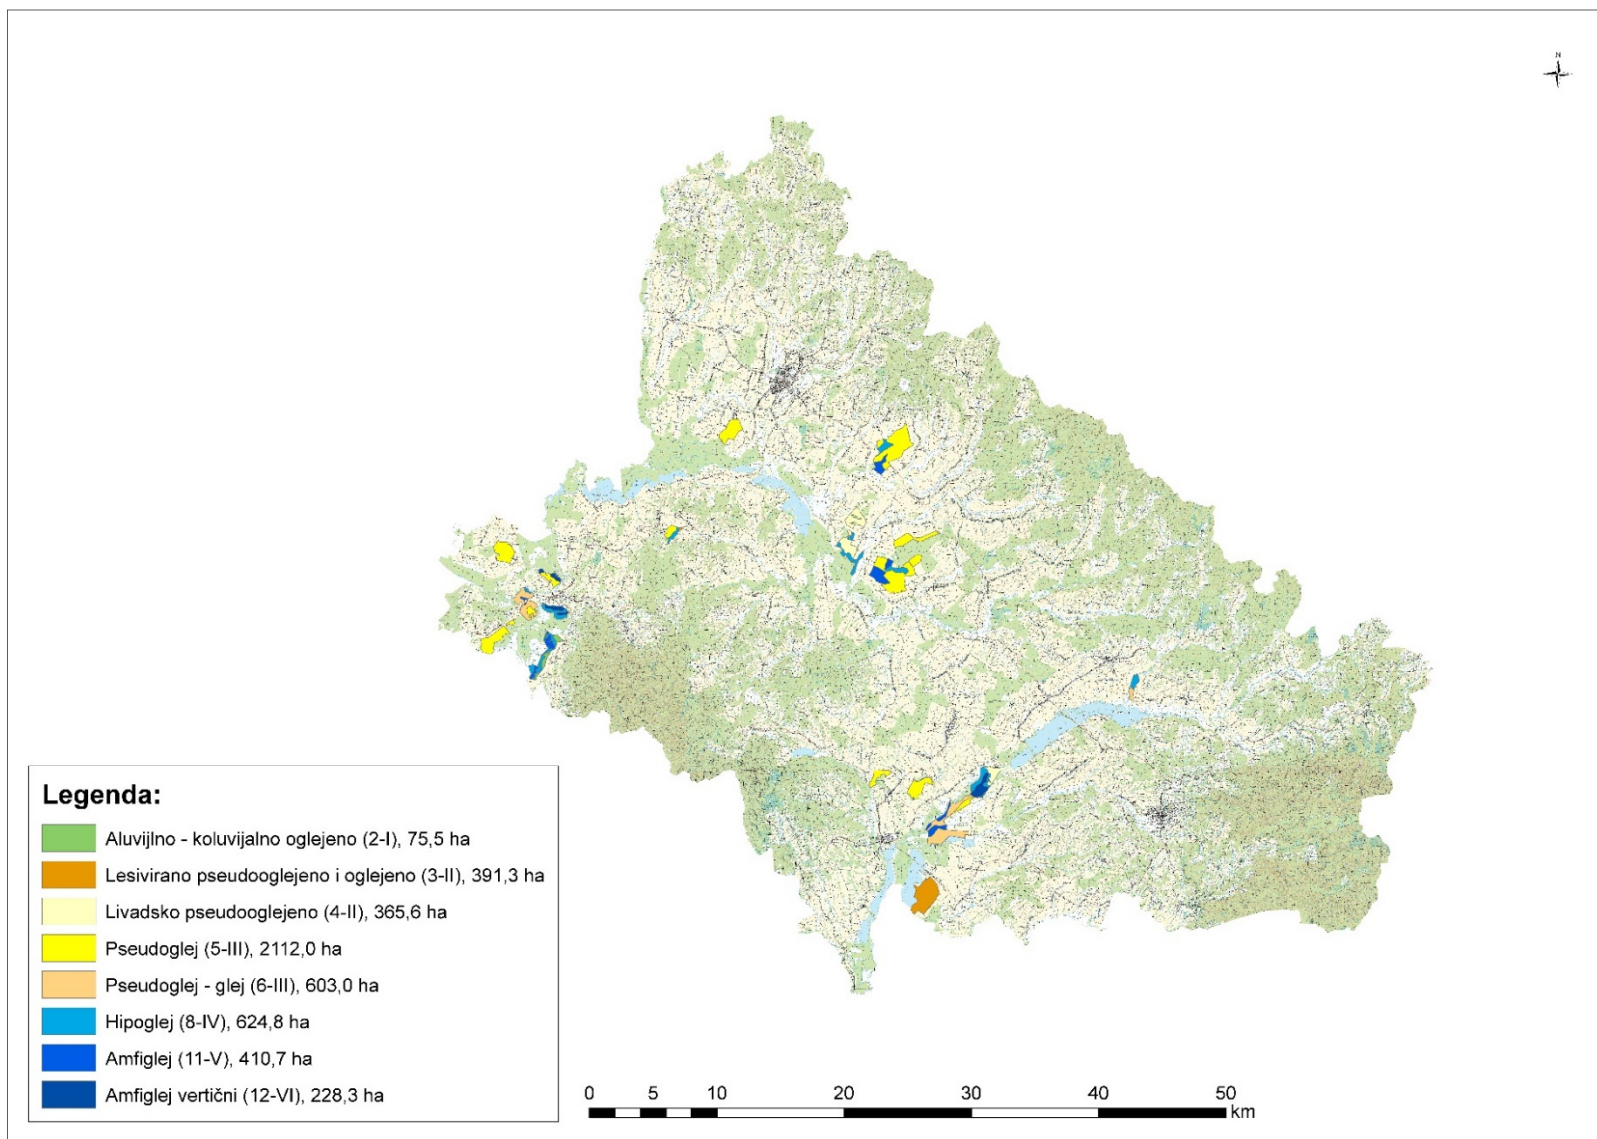 N
Legenda:
Aluvijlno - koluvijalno oglejeno (2-I), 75,5 ha
Lesivirano pseudooglejeno i oglejeno (3-II), 391,3 ha
Livadsko pseudooglejeno (4-II), 365,6 ha
Pseudoglej (5-III), 2112,0 ha
Pseudoglej - glej (6-III), 603,0 ha
Hipoglej (8-IV), 624,8 ha
Amfiglej (11-V), 410,7 ha
Amfiglej vertični (12-VI), 228,3 ha
0 5 10 20 30 40 50
km